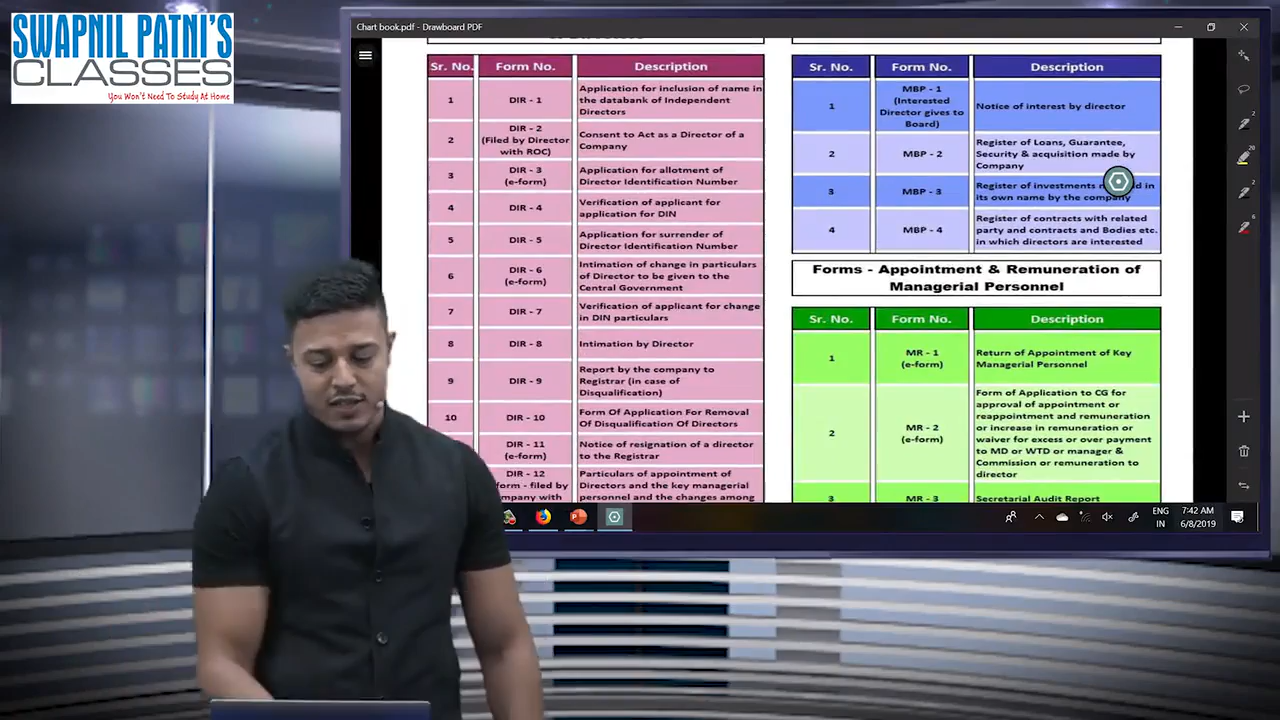 SWAPNIL PATNI'S
CLASSES
You Won't Need To Study At Home
Chart book.pdf - Drawboard PDF
Sr. No. Form No. Description
1 DIR - 1 Application for inclusion of name in
the databank of Independent
Directors
2 DIR - 2
(Filed by Director
with ROC)
Consent to Act as a Director of a
Company
3 DIR - 3
(e-form)
Application for allotment of
Director Identification Number
4 DIR - 4 Verification of applicant for
application for DIN
5 DIR - 5 Application for surrender of
Director Identification Number
6 DIR - 6
(e-form)
Intimation of change in particulars
of Director to be given to the
Central Government
7 DIR - 7 Verification of applicant for change
in DIN particulars
8 DIR - 8 Intimation by Director
9 DIR - 9 Report by the company to
Registrar (in case of
Disqualification)
10 DIR - 10 Form Of Application For Removal
Of Disqualification Of Directors
DIR - 11
(e-form)
Notice of resignation of a director
to the Registrar
DIR - 12
form - filed by
mpany with
Particulars of appointment of
Directors and the key managerial
personnel and the changes among
Sr. No. Form No. Description
1 MBP - 1
(Interested
Director gives to
Board)
Notice of interest by director
2 MBP - 2 Register of Loans, Guarantee,
Security & acquisition made by
Company
3 MBP - 3 Register of investments in
its own name by the company
4 MBP - 4 Register of contracts with related
party and contracts and Bodies etc.
in which directors are interested
Forms - Appointment & Remuneration of
Managerial Personnel
Sr. No. Form No. Description
1 MR - 1
(e-form)
Return of Appointment of Key
Managerial Personnel
2 MR - 2
(e-form)
Form of Application to CG for
approval of appointment or
reappointment and remuneration
or increase in remuneration or
waiver for excess or over payment
to MD or WTD or manager &
Commission or remuneration to
director
3 MR - 3 Secretarial Audit Report
ENG
IN
7:42 AM
6/8/2019